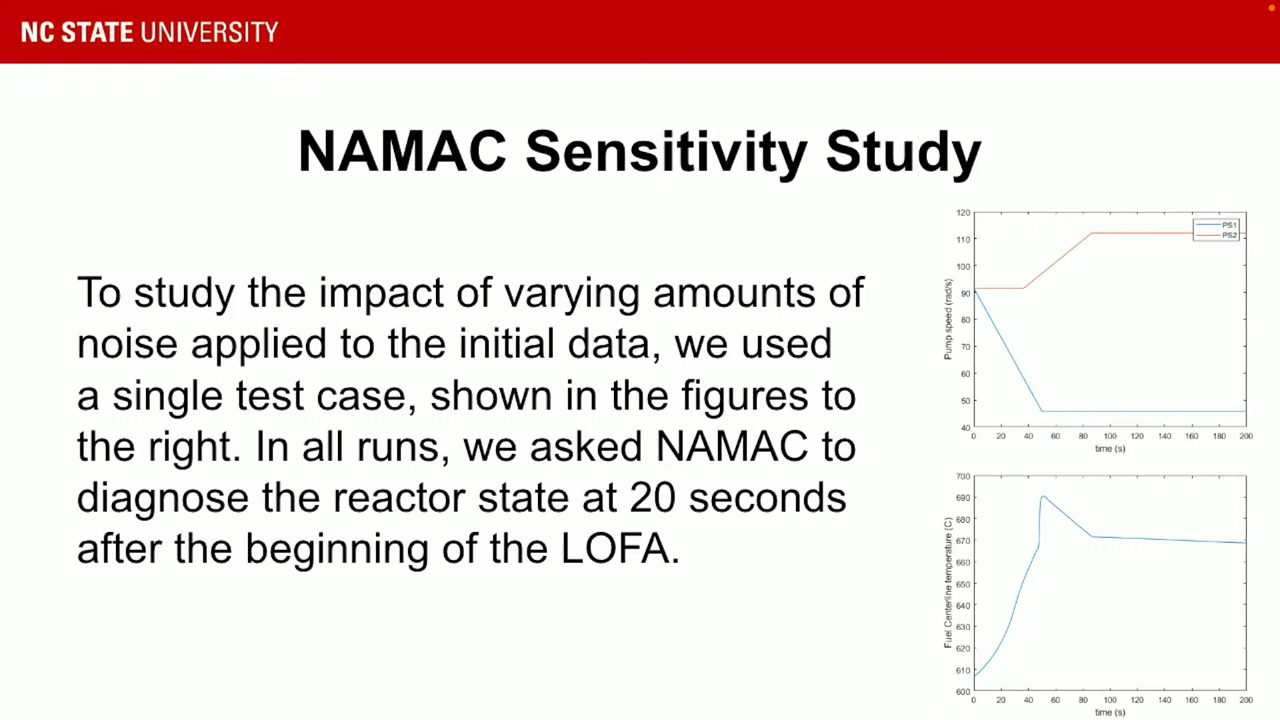 NC STATE UNIVERSITY
NAMAC Sensitivity Study
To study the impact of varying amounts of
noise applied to the initial data, we used
a single test case, shown in the figures to
the right. In all runs, we asked NAMAC to
diagnose the reactor state at 20 seconds
after the beginning of the LOFA.
120
110
100
90
80
70
60
50
40
Pump speed (rad/s)
PS1
PS2
0 20 40 60 80 100 120 140 160 180 200
time (s)
700
690
680
670
660
650
640
630
620
610
600
Fuel Centerline temperature (C)
0 20 40 60 80 100 120 140 160 180 200
time (s)